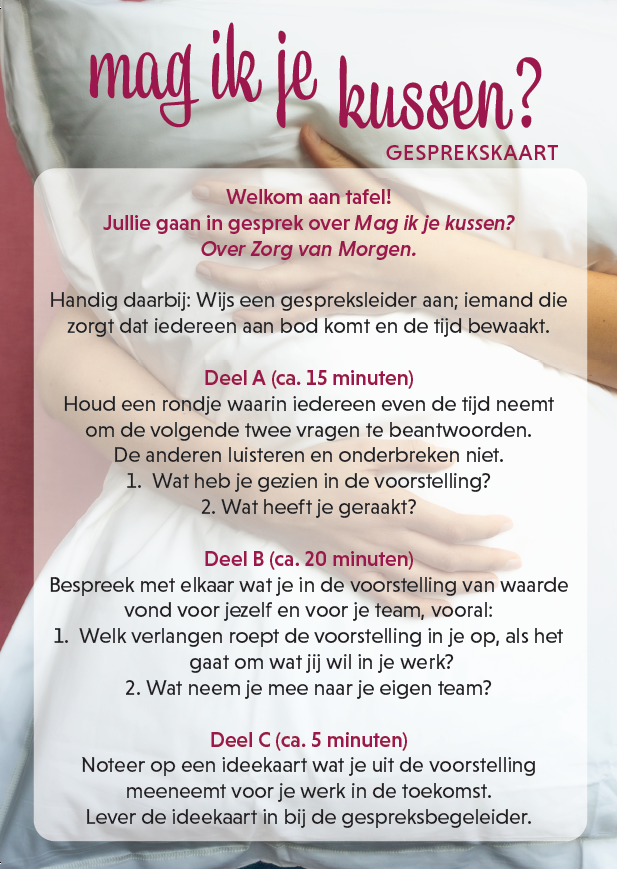 mag ik je kussen?
GESPREKSKAART
Welkom aan tafel!
Jullie gaan in gesprek over Mag ik je kussen?
Over Zorg van Morgen.
Handig daarbij: Wijs een gespreksleider aan; iemand die
zorgt dat iedereen aan bod komt en de tijd bewaakt.
Deel A (ca. 15 minuten)
Houd een rondje waarin iedereen even de tijd neemt
om de volgende twee vragen te beantwoorden.
De anderen luisteren en onderbreken niet.
1. Wat heb je gezien in de voorstelling?
2. Wat heeft je geraakt?
Deel B (ca. 20 minuten)
Bespreek met elkaar wat je in de voorstelling van waarde
vond voor jezelf en voor je team, vooral:
1. Welk verlangen roept de voorstelling in je op, als het
gaat om wat jij wil in je werk?
2. Wat neem je mee naar je eigen team?
Deel C (ca. 5 minuten)
Noteer op een ideekaart wat je uit de voorstelling
meeneemt voor je werk in de toekomst.
Lever de ideekaart in bij de gespreksbegeleider.